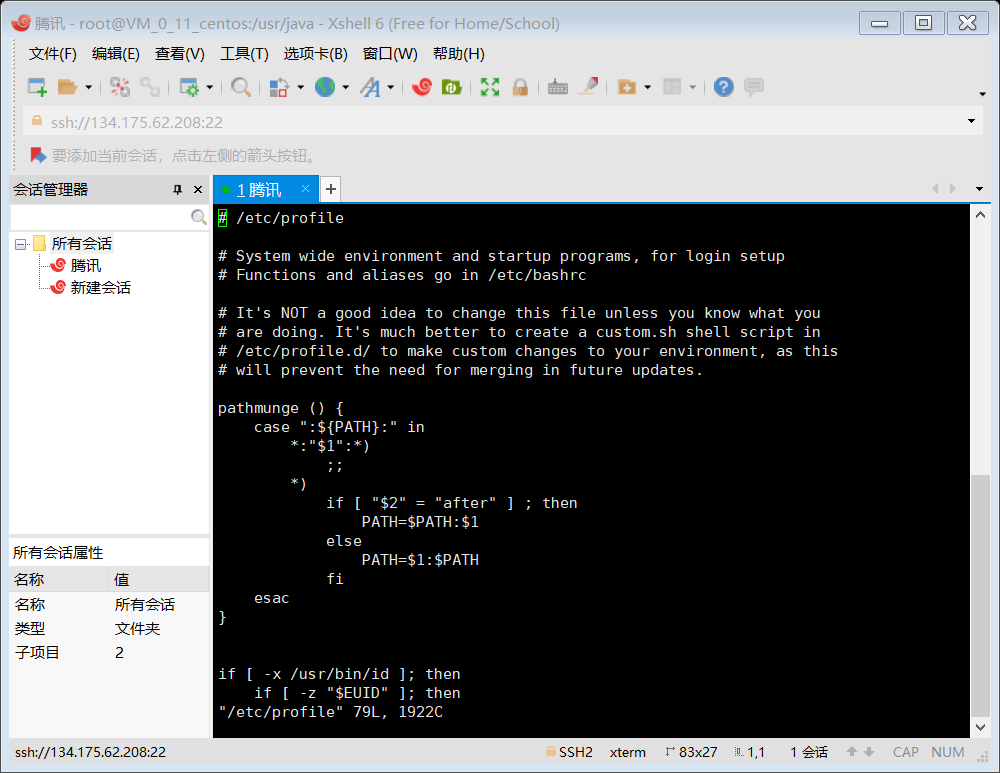 腾讯 - root@VM_0_11_centos:/usr/java - Xshell 6 (Free for Home/School)
文件(F) 编辑(E) 查看(V) 工具(T) 选项卡(B) 窗口(W) 帮助(H)
ssh://134.175.62.208:22
要添加当前会话，点击左侧的箭头按钮。
会话管理器
1 腾讯
所有会话
腾讯
新建会话
所有会话属性
名称 值
名称 所有会话
类型 文件夹
子项目 2
# /etc/profile
# System wide environment and startup programs, for login setup
# Functions and aliases go in /etc/bashrc
# It's NOT a good idea to change this file unless you know what you
# are doing. It's much better to create a custom.sh shell script in
# /etc/profile.d/ to make custom changes to your environment, as this
# will prevent the need for merging in future updates.
pathmunge () {
    case ":${PATH}:" in
        *:"$1":*)
            ;;
        *)
            if [ "$2" = "after" ] ; then
                PATH=$PATH:$1
            else
                PATH=$1:$PATH
            fi
    esac
}
if [ -x /usr/bin/id ]; then
    if [ -z "$EUID" ]; then
"/etc/profile" 79L, 1922C
ssh://134.175.62.208:22 SSH2 xterm 83x27 1,1 1 会话 CAP NUM